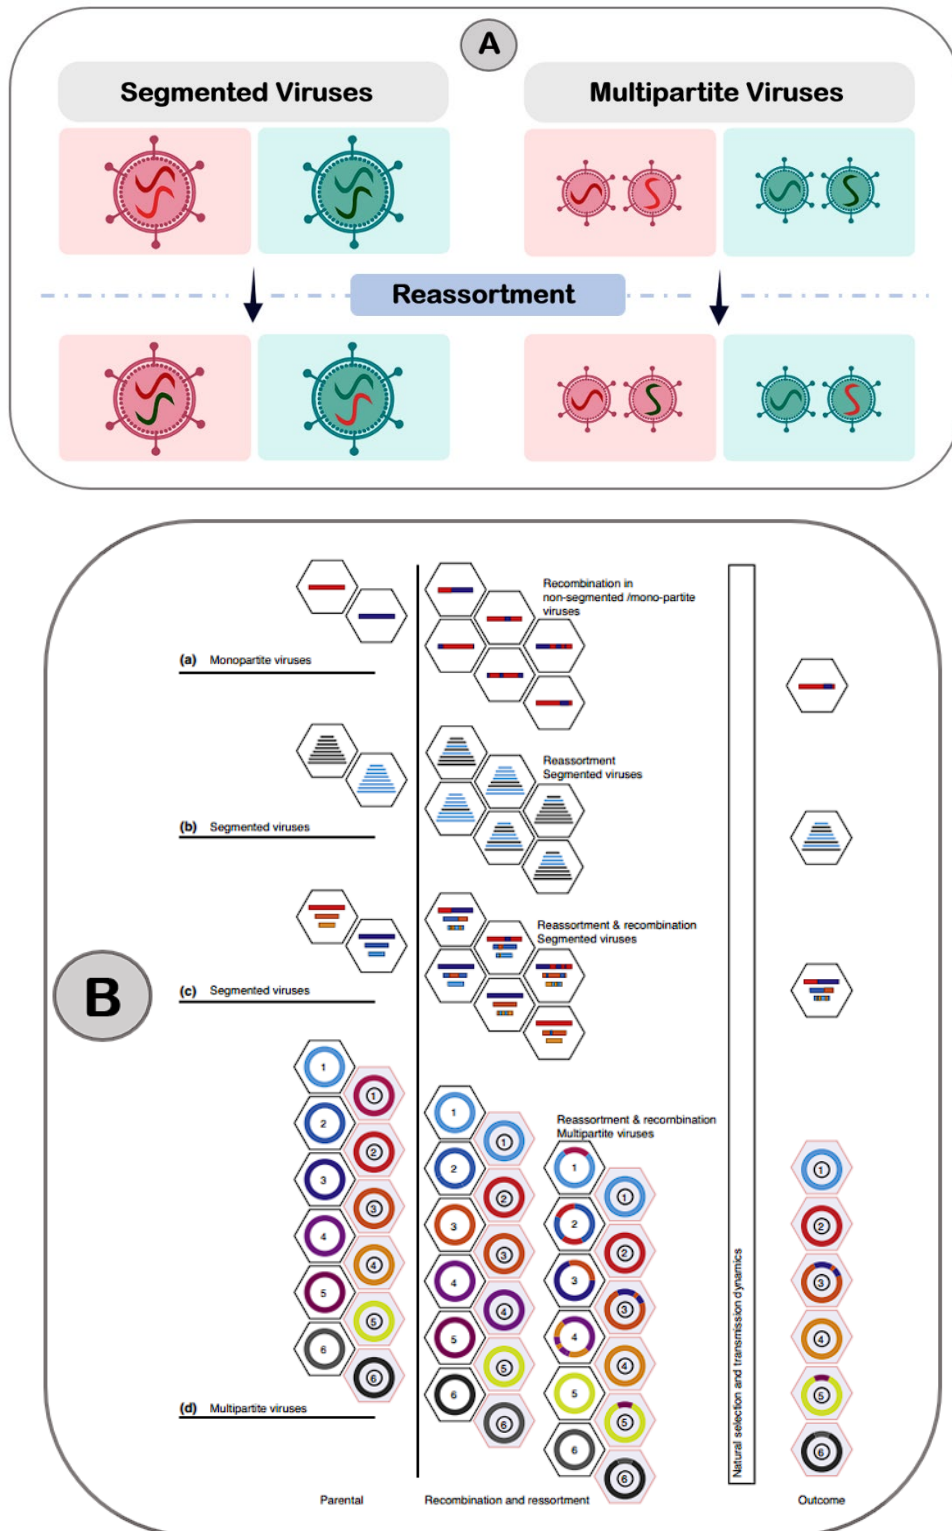 A
Segmented Viruses
Multipartite Viruses
Reassortment
B
Recombination in
non-segmented /mono-partite
viruses
(a) Monopartite viruses
Reassortment
Segmented viruses
(b) Segmented viruses
Reassortment & recombination
Segmented viruses
(c) Segmented viruses
1
2
3
4
5
6
1
2
3
4
5
6
(d) Multipartite viruses
1
2
3
4
5
6
1
2
3
4
5
6
Reassortment & recombination
Multipartite viruses
1
2
3
4
5
6
1
2
3
4
5
6
Natural selection and transmission dynamics
1
2
3
4
5
6
Parental
Recombination and ressortment
Outcome